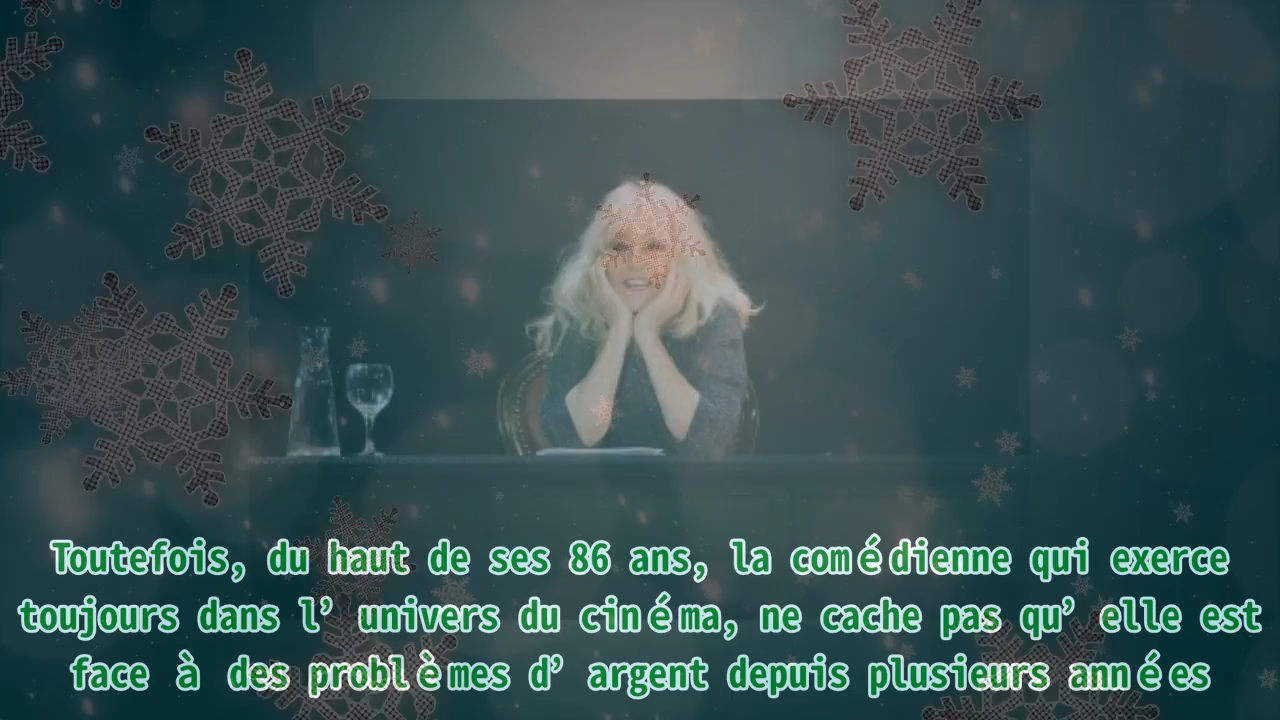 Toutefois, du haut de ses 86 ans, la comédienne qui exerce
toujours dans l’ univers du cinéma, ne cache pas qu’ elle est
face à des problèmes d’ argent depuis plusieurs années